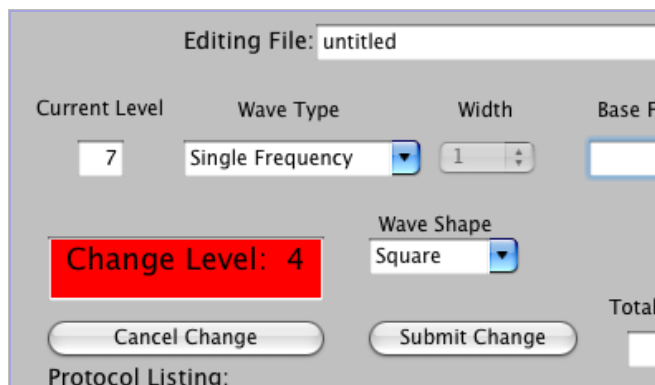 Editing File: untitled
Current Level Wave Type Width Base F
7 Single Frequency 1
Wave Shape
Change Level: 4 Square
Total
Cancel Change Submit Change
Protocol Listing: